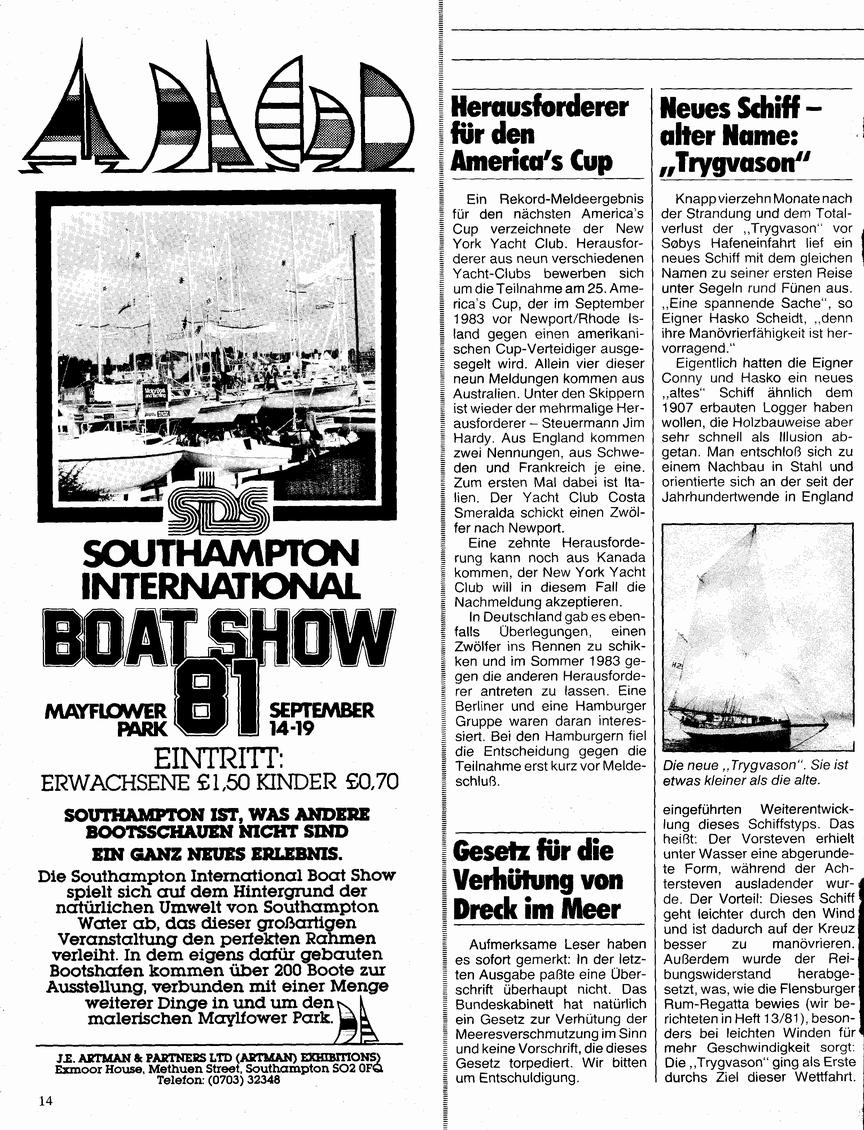 sbs
SOUTHAMPTON
INTERNATIONAL
BOAT SHOW
81
MAYFLOWER
PARK
SEPTEMBER
14-19
EINTRITT:
ERWACHSENE £1,50 KINDER £0,70
SOUTHAMPTON IST, WAS ANDERE
BOOTSSCHAUEN NICHT SIND
EIN GANZ NEUES ERLEBNIS.
Die Southampton International Boat Show
spielt sich auf dem Hintergrund der
natürlichen Umwelt von Southampton
Water ab, das dieser großartigen
Veranstaltung den perfekten Rahmen
verleiht. In dem eigens dafür gebauten
Bootshafen kommen über 200 Boote zur
Ausstellung, verbunden mit einer Menge
weiterer Dinge in und um den
malerischen Maylfower Park.
J.E. ARTMAN & PARTNERS LTD (ARTMAN) EXHIBITIONS)
Exmoor House, Methuen Street, Southampton SO2 0FQ
Telefon: (0703) 32348
14
Herausforderer
für den
America's Cup
Ein Rekord-Meldeergebnis
für den nächsten America's
Cup verzeichnete der New
York Yacht Club. Herausfor-
derer aus neun verschiedenen
Yacht-Clubs bewerben sich
um die Teilnahme am 25. Ame-
rica's Cup, der im September
1983 vor Newport/Rhode Is-
land gegen einen amerikani-
schen Cup-Verteidiger ausge-
segelt wird. Allein vier dieser
neun Meldungen kommen aus
Australien. Unter den Skippern
ist wieder der mehrmalige Her-
ausforderer – Steuermann Jim
Hardy. Aus England kommen
zwei Nennungen, aus Schwe-
den und Frankreich je eine.
Zum ersten Mal dabei ist Ita-
lien. Der Yacht Club Costa
Smeralda schickt einen Zwöl-
fer nach Newport.
Eine zehnte Herausforde-
rung kann noch aus Kanada
kommen, der New York Yacht
Club will in diesem Fall die
Nachmeldung akzeptieren.
In Deutschland gab es eben-
falls Überlegungen, einen
Zwölfer ins Rennen zu schik-
ken und im Sommer 1983 ge-
gen die anderen Herausforde-
rer antreten zu lassen. Eine
Berliner und eine Hamburger
Gruppe waren daran interes-
siert. Bei den Hamburgern fiel
die Entscheidung gegen die
Teilnahme erst kurz vor Melde-
schluß.
Gesetz für die
Verhütung von
Dreck im Meer
Aufmerksame Leser haben
es sofort gemerkt: In der letz-
ten Ausgabe paßte eine Über-
schrift überhaupt nicht. Das
Bundeskabinett hat natürlich
ein Gesetz zur Verhütung der
Meeresverschmutzung im Sinn
und keine Vorschrift, die dieses
Gesetz torpediert. Wir bitten
um Entschuldigung.
Neues Schiff –
alter Name:
„Trygvason"
Knapp vierzehn Monate nach
der Strandung und dem Total-
verlust der „Trygvason" vor
Søbys Hafeneinfahrt lief ein
neues Schiff mit dem gleichen
Namen zu seiner ersten Reise
unter Segeln rund Fünen aus.
„Eine spannende Sache", so
Eigner Hasko Scheidt, „denn
ihre Manövrierfähigkeit ist her-
vorragend."
Eigentlich hatten die Eigner
Conny und Hasko ein neues
„altes" Schiff ähnlich dem
1907 erbauten Logger haben
wollen, die Holzbauweise aber
sehr schnell als Illusion ab-
getan. Man entschloß sich zu
einem Nachbau in Stahl und
orientierte sich an der seit der
Jahrhundertwende in England
Die neue „Trygvason". Sie ist
etwas kleiner als die alte.
eingeführten Weiterentwick-
lung dieses Schiffstyps. Das
heißt: Der Vorsteven erhielt
unter Wasser eine abgerunde-
te Form, während der Ach-
tersteven ausladender wur-
de. Der Vorteil: Dieses Schiff
geht leichter durch den Wind
und ist dadurch auf der Kreuz
besser zu manövrieren.
Außerdem wurde der Rei-
bungswiderstand herabge-
setzt, was, wie die Flensburger
Rum-Regatta bewies (wir be-
richteten in Heft 13/81), beson-
ders bei leichten Winden für
mehr Geschwindigkeit sorgt:
Die „Trygvason" ging als Erste
durchs Ziel dieser Wettfahrt.